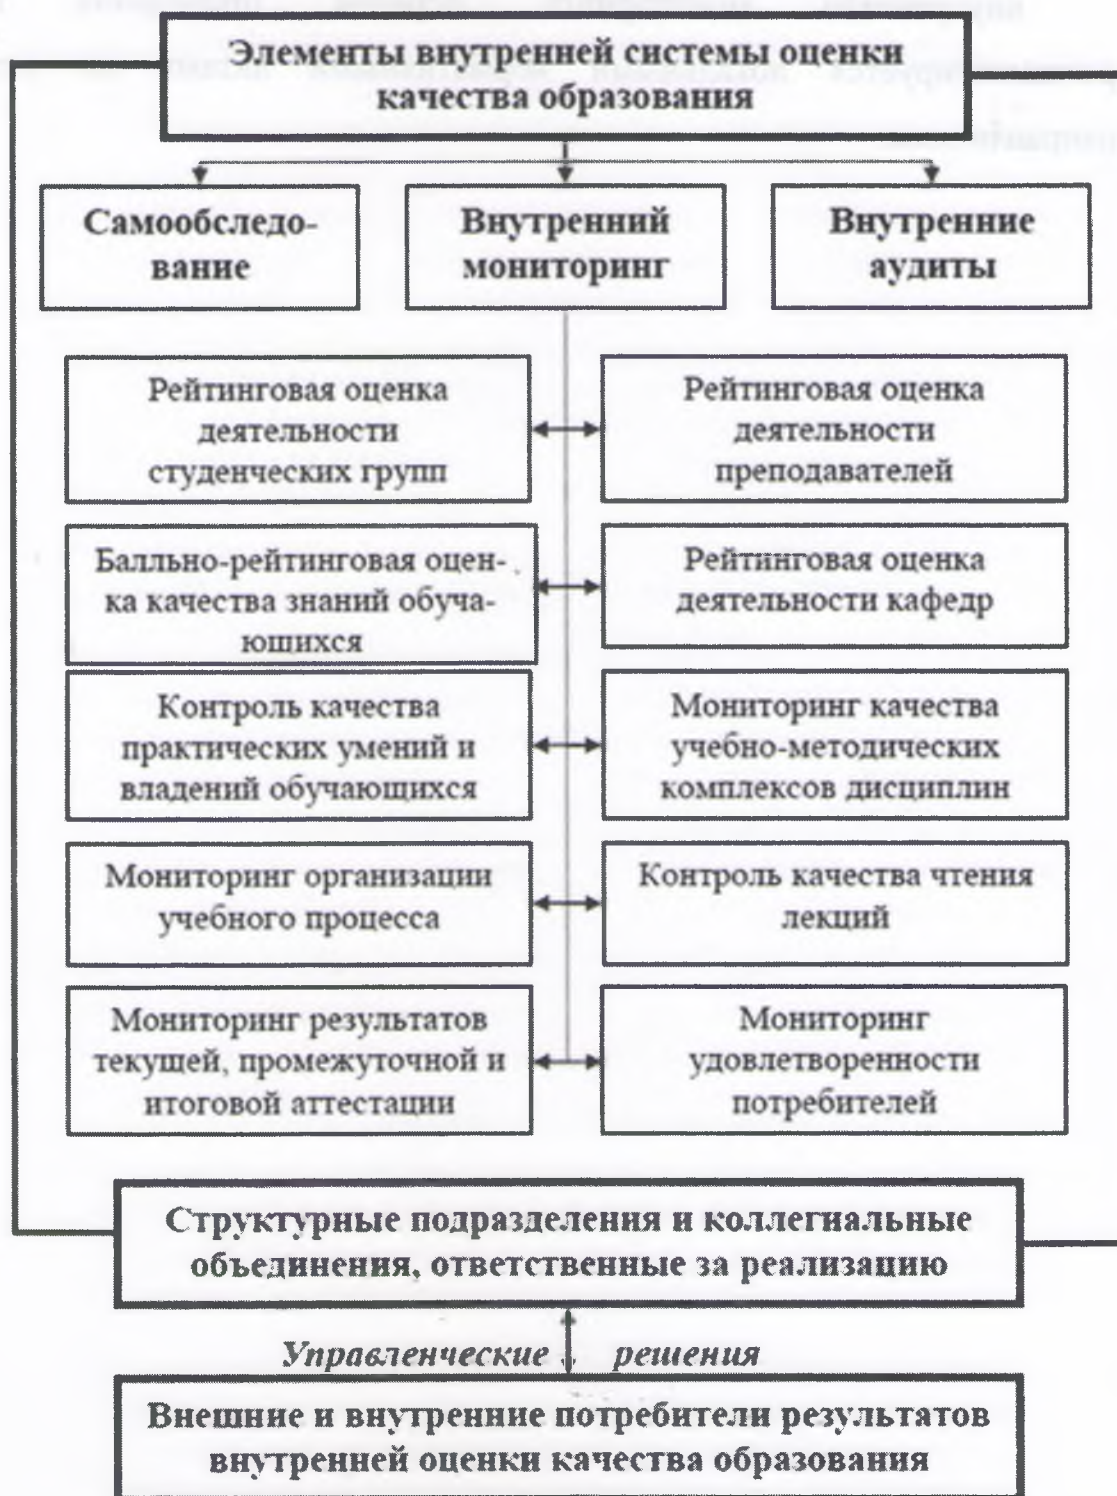 Элементы внутренней системы оценки
качества образования
Самообследо-
вание
Внутренний
мониторинг
Внутренние
аудиты
Рейтинговая оценка
деятельности
студенческих групп
Рейтинговая оценка
деятельности
преподавателей
Балльно-рейтинговая оцен-
ка качества знаний обуча-
ющихся
Рейтинговая оценка
деятельности кафедр
Контроль качества
практических умений и
владений обучающихся
Мониторинг качества
учебно-методических
комплексов дисциплин
Мониторинг организации
учебного процесса
Контроль качества чтения
лекций
Мониторинг результатов
текущей, промежуточной и
итоговой аттестации
Мониторинг
удовлетворенности
потребителей
Структурные подразделения и коллегиальные
объединения, ответственные за реализацию
Управленческие решения
Внешние и внутренние потребители результатов
внутренней оценки качества образования